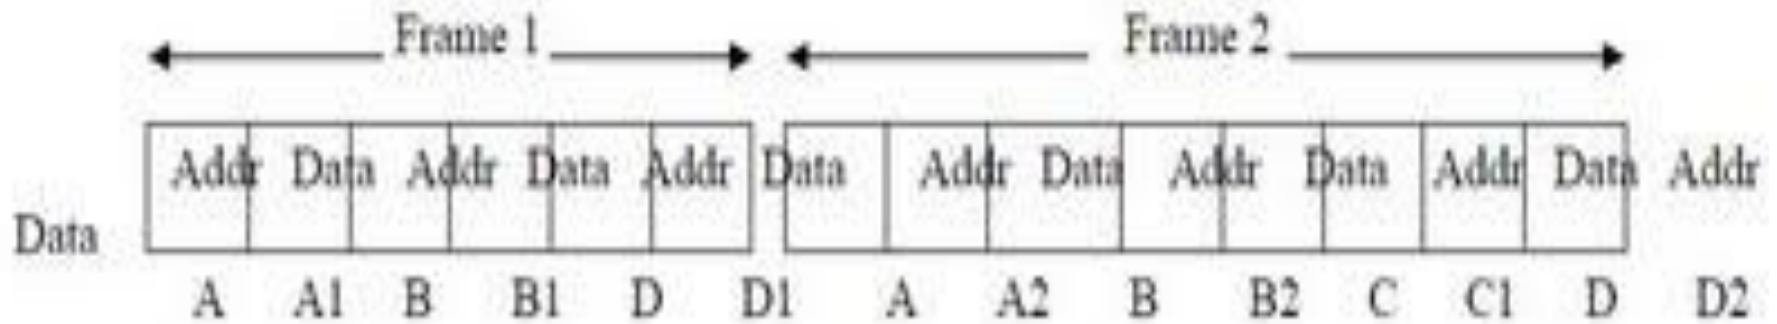 Frame 1 Frame 2
Addr Data Addr Data Addr Data Addr Data Addr Data Addr Data Addr
Data
A A1 B B1 D D1 A A2 B B2 C C1 D D2